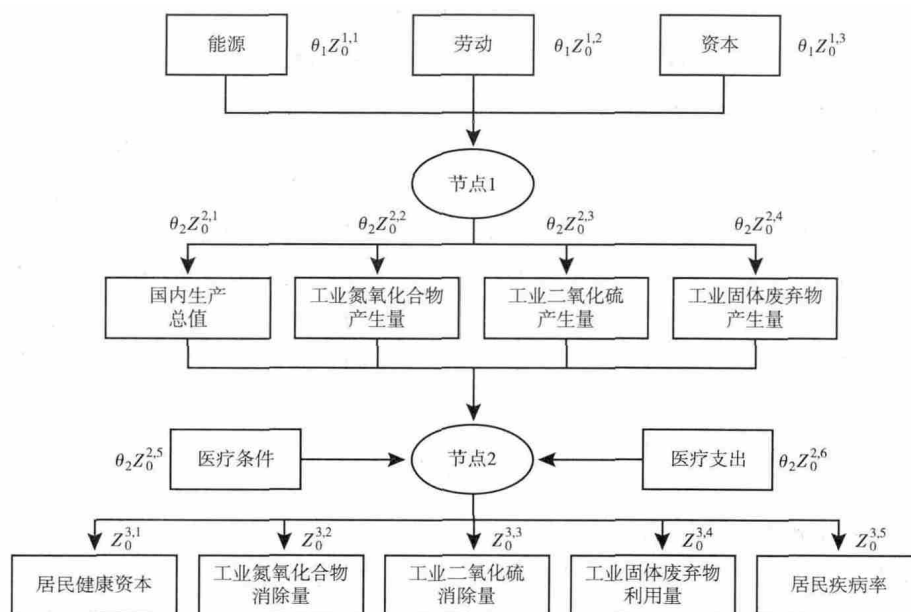 能源 θ₁Z₀^{1,1} 劳动 θ₁Z₀^{1,2} 资本 θ₁Z₀^{1,3}
节点1
θ₂Z₀^{2,1} θ₂Z₀^{2,2} θ₂Z₀^{2,3} θ₂Z₀^{2,4}
国内生产 工业氮氧化合物 工业二氧化硫 工业固体废弃物
总值 产生量 产生量 产生量
θ₂Z₀^{2,5} 医疗条件 节点2 医疗支出 θ₂Z₀^{2,6}
Z₀^{3,1} Z₀^{3,2} Z₀^{3,3} Z₀^{3,4} Z₀^{3,5}
居民健康资本 工业氮氧化合物 工业二氧化硫 工业固体废弃物 居民疾病率
消除量 消除量 利用量